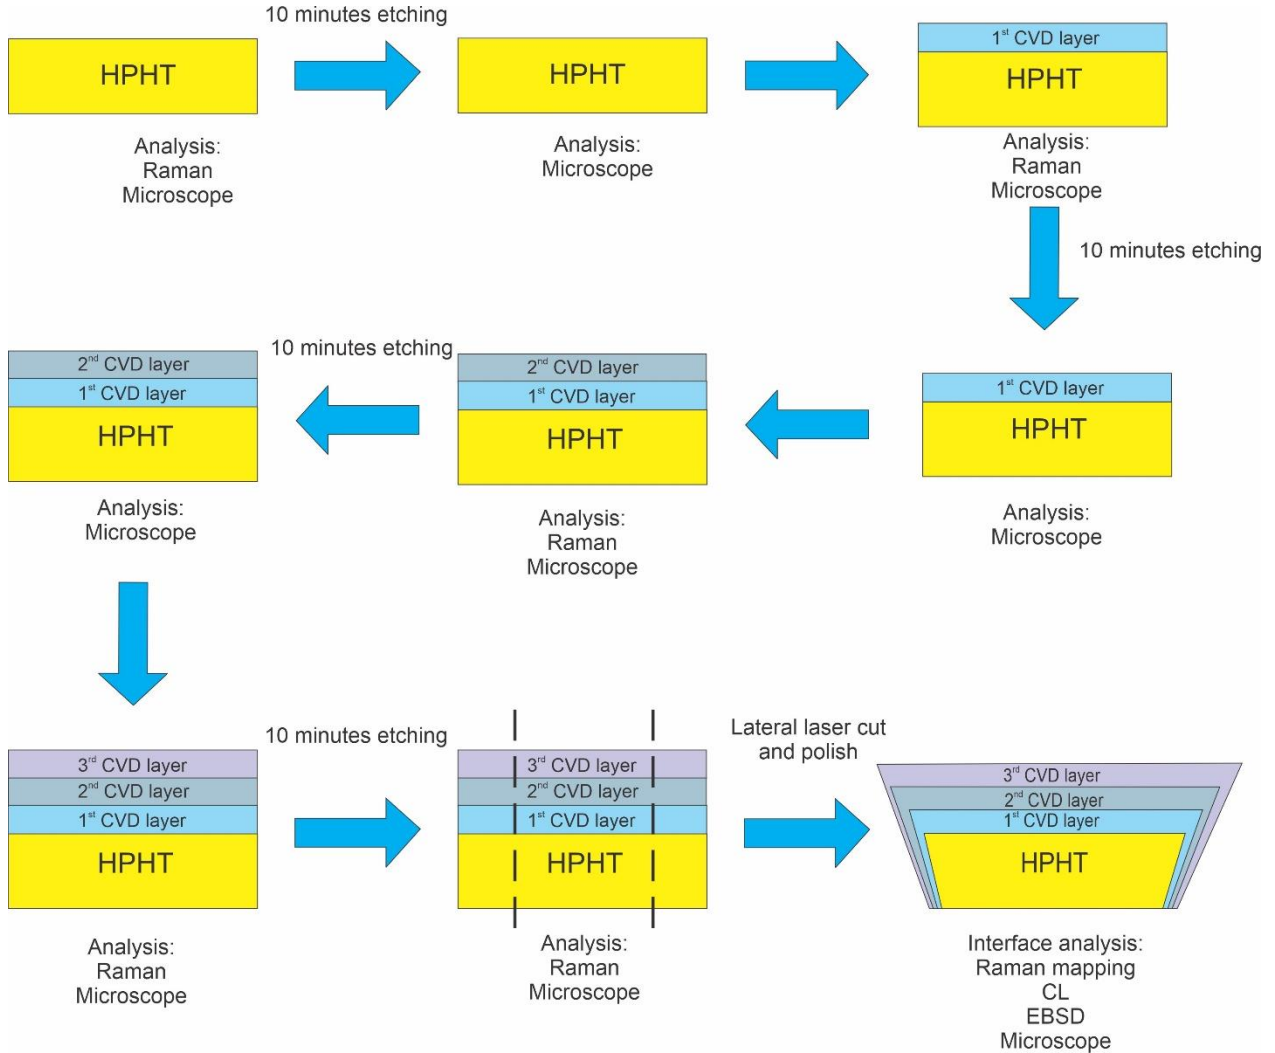 10 minutes etching
HPHT
Analysis:
Raman
Microscope
HPHT
Analysis:
Microscope
1st CVD layer
HPHT
Analysis:
Raman
Microscope
10 minutes etching
1st CVD layer
HPHT
Analysis:
Microscope
2nd CVD layer
1st CVD layer
HPHT
Analysis:
Raman
Microscope
10 minutes etching
2nd CVD layer
1st CVD layer
HPHT
Analysis:
Microscope
3rd CVD layer
2nd CVD layer
1st CVD layer
HPHT
Analysis:
Raman
Microscope
10 minutes etching
3rd CVD layer
2nd CVD layer
1st CVD layer
HPHT
Analysis:
Raman
Microscope
Lateral laser cut
and polish
3rd CVD layer
2nd CVD layer
1st CVD layer
HPHT
Interface analysis:
Raman mapping
CL
EBSD
Microscope